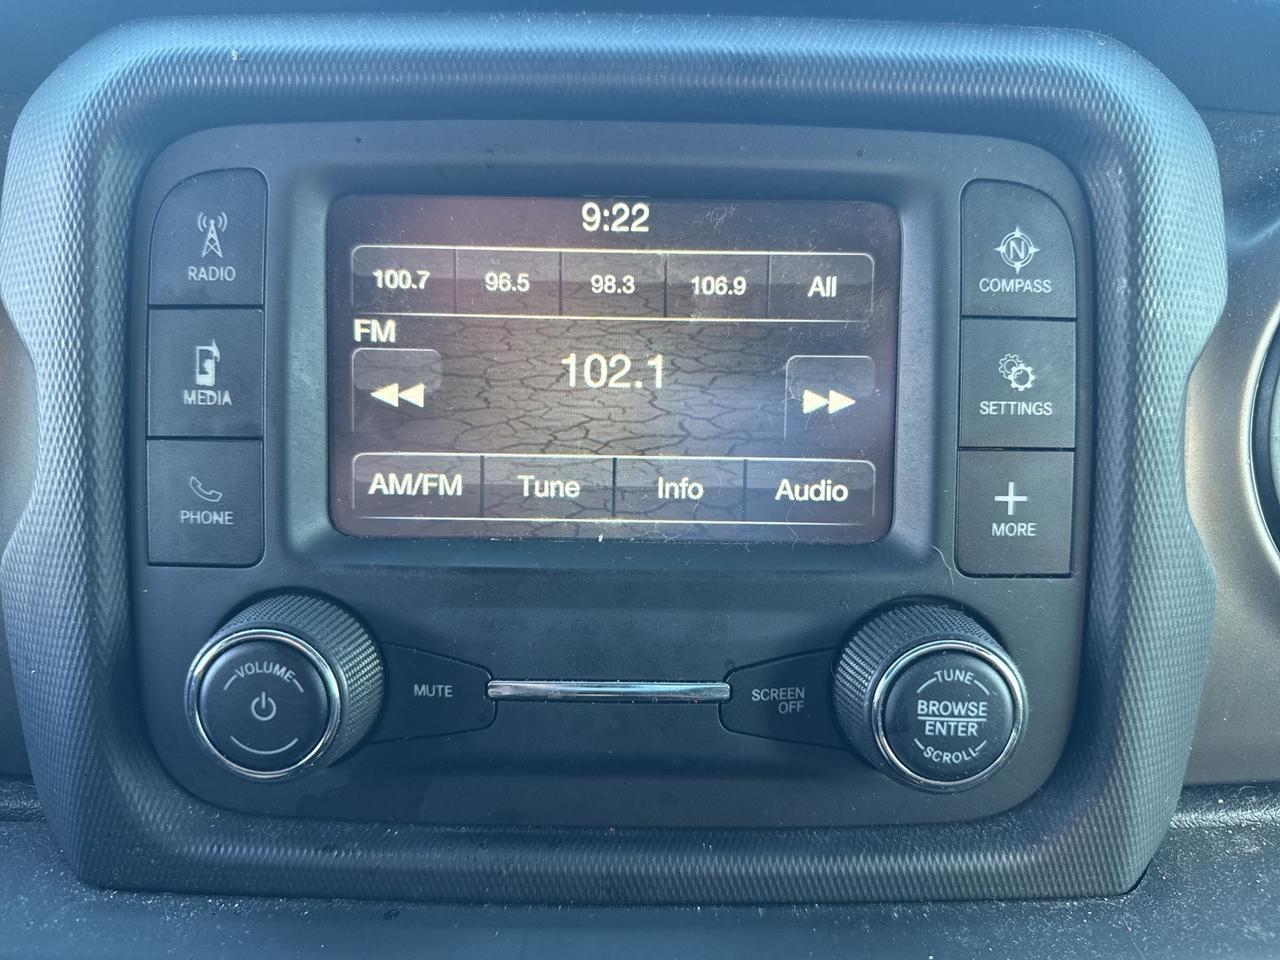 9:22
100.7 96.5 98.3 106.9 All
FM
102.1
AM/FM Tune Info Audio
RADIO
MEDIA
PHONE
N
COMPASS
SETTINGS
MORE
VOLUME
MUTE
SCREEN
OFF
TUNE
BROWSE
ENTER
SCROLL